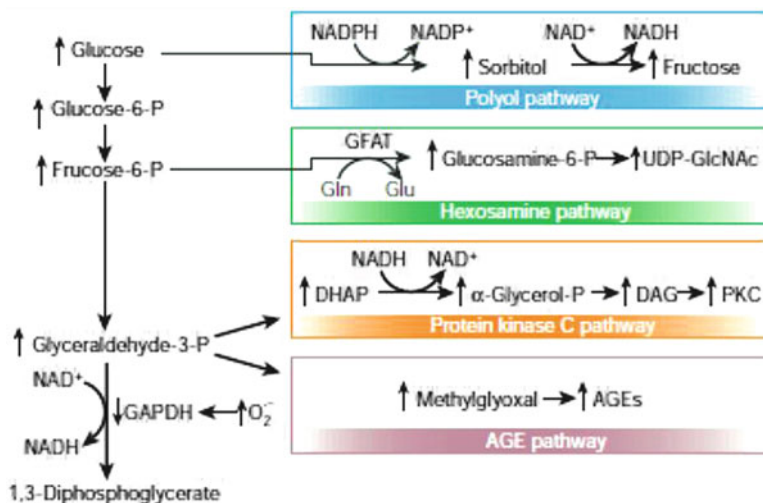 Glucose
Glucose-6-P
Frucose-6-P
Glyceraldehyde-3-P
NAD+
GAPDH
O2-
NADH
1,3-Diphosphoglycerate
NADPH NADP+ NAD+ NADH
Sorbitol Fructose
Polyol pathway
GFAT
Glucosamine-6-P UDP-GlcNAc
Gln Glu
Hexosamine pathway
NADH NAD+
DHAP α-Glycerol-P DAG PKC
Protein kinase C pathway
Methylglyoxal AGEs
AGE pathway